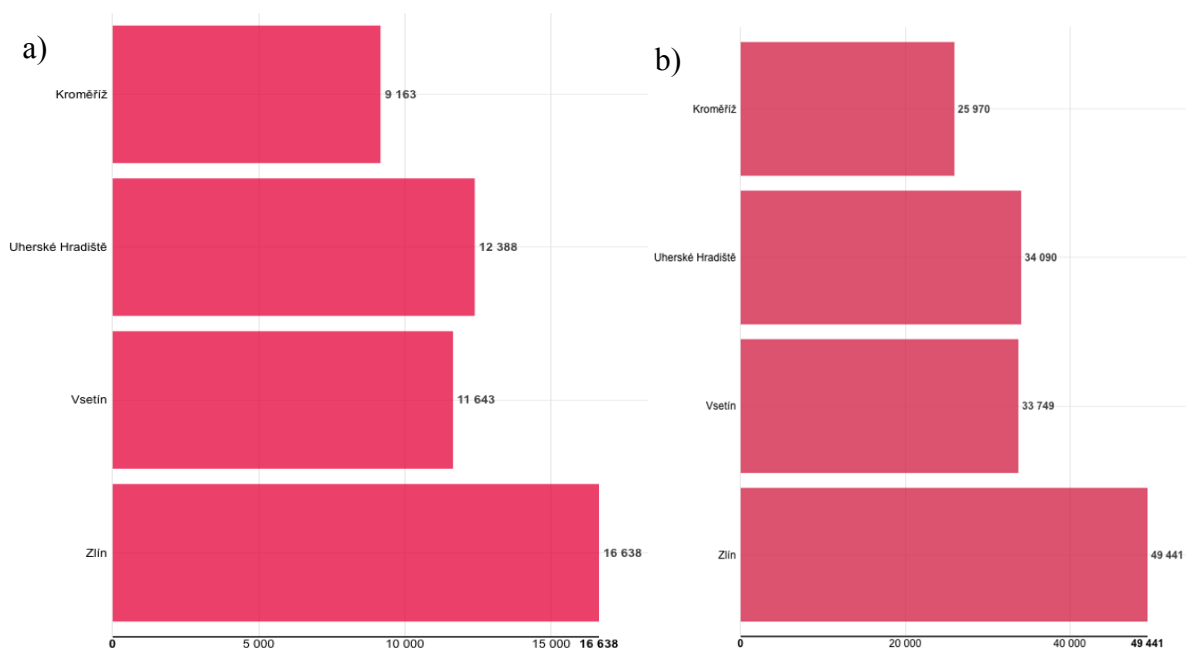 a)
Kroměříž
9 163
Uherské Hradiště
12 388
Vsetín
11 643
Zlín
16 638
0 5 000 10 000 15 000 16 638
b)
Kroměříž
25 970
Uherské Hradiště
34 090
Vsetín
33 749
Zlín
49 441
0 20 000 40 000 49 441